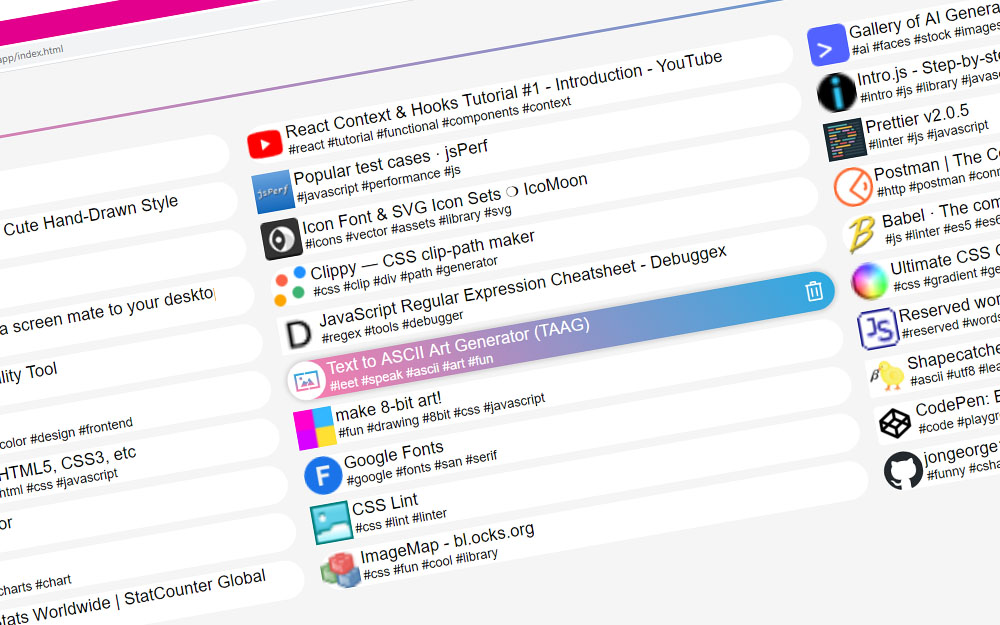 app/index.html
Cute Hand-Drawn Style
a screen mate to your desktop
lity Tool
color #design #frontend
HTML5, CSS3, etc
html #css #javascript
or
charts #chart
tats Worldwide | StatCounter Global
React Context & Hooks Tutorial #1 - Introduction - YouTube
#react #tutorial #functional #components #context
jsPerf
Popular test cases · jsPerf
#javascript #performance #js
Icon Font & SVG Icon Sets ❍ IcoMoon
#icons #vector #assets #library #svg
Clippy — CSS clip-path maker
#css #clip #div #path #generator
D
JavaScript Regular Expression Cheatsheet - Debuggex
#regex #tools #debugger
Text to ASCII Art Generator (TAAG)
#leet #speak #ascii #art #fun
make 8-bit art!
#fun #drawing #8bit #css #javascript
F
Google Fonts
#google #fonts #san #serif
CSS Lint
#css #lint #linter
ImageMap - bl.ocks.org
#css #fun #cool #library
Gallery of AI Genera
#ai #faces #stock #images
i
Intro.js - Step-by-ste
#intro #js #library #javas
Prettier v2.0.5
#linter #js #javascript
Postman | The Co
#http #postman #conn
B
Babel · The com
#js #linter #es5 #es6
Ultimate CSS G
#css #gradient #ge
JS
Reserved wor
#reserved #words
β
Shapecatche
#ascii #utf8 #lea
CodePen: B
#code #playgr
jongeorge
#funny #csha